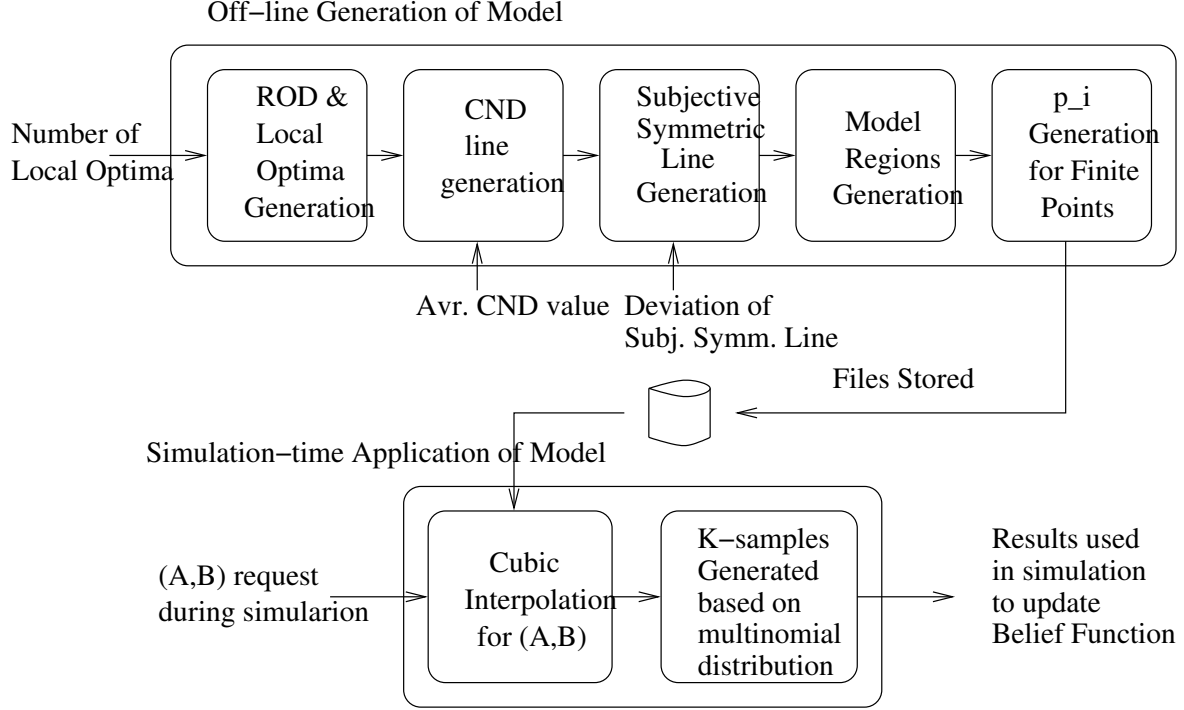 Off−line Generation of Model
Number of
Local Optima
ROD &
Local
Optima
Generation
CND
line
generation
Subjective
Symmetric
Line
Generation
Model
Regions
Generation
p_i
Generation
for Finite
Points
Avr. CND value
Deviation of
Subj. Symm. Line
Files Stored
Simulation−time Application of Model
(A,B) request
during simularion
Cubic
Interpolation
for (A,B)
K−samples
Generated
based on
multinomial
distribution
Results used
in simulation
to update
Belief Function